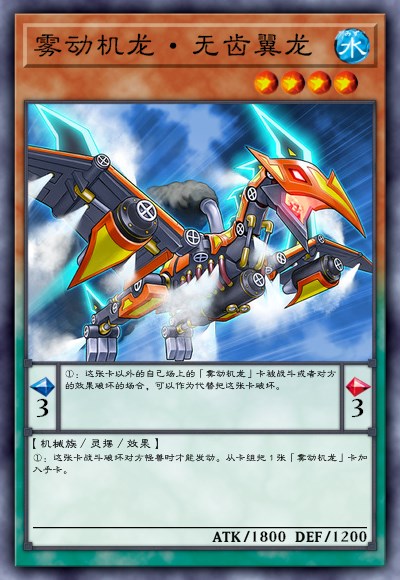 雾动机龙·无齿翼龙
水
①：这张卡以外的自己场上的「雾动机龙」卡被战斗或者对方
的效果破坏的场合，可以作为代替把这张卡破坏。
3
3
【机械族／灵摆／效果】
①：这张卡战斗破坏对方怪兽时才能发动。从卡组把1张「雾动机龙」卡加
入手卡。
ATK/1800 DEF/1200